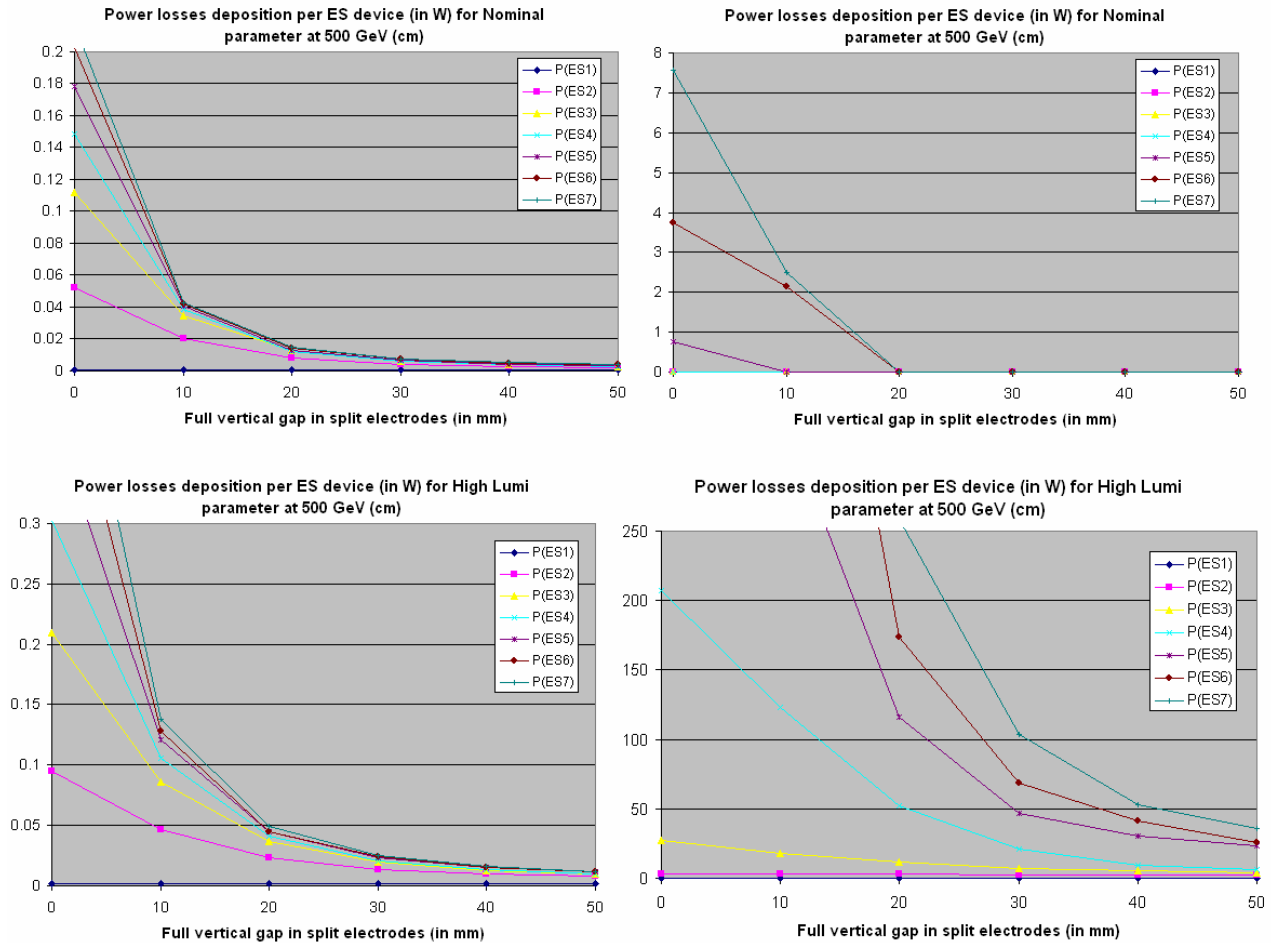 Power losses deposition per ES device (in W) for Nominal
parameter at 500 GeV (cm)
0.2
0.18
0.16
0.14
0.12
0.1
0.08
0.06
0.04
0.02
0
0 10 20 30 40 50
Full vertical gap in split electrodes (in mm)
P(ES1)
P(ES2)
P(ES3)
P(ES4)
P(ES5)
P(ES6)
P(ES7)
Power losses deposition per ES device (in W) for Nominal
parameter at 500 GeV (cm)
8
7
6
5
4
3
2
1
0
0 10 20 30 40 50
Full vertical gap in split electrodes (in mm)
P(ES1)
P(ES2)
P(ES3)
P(ES4)
P(ES5)
P(ES6)
P(ES7)
Power losses deposition per ES device (in W) for High Lumi
parameter at 500 GeV (cm)
0.3
0.25
0.2
0.15
0.1
0.05
0
0 10 20 30 40 50
Full vertical gap in split electrodes (in mm)
P(ES1)
P(ES2)
P(ES3)
P(ES4)
P(ES5)
P(ES6)
P(ES7)
Power losses deposition per ES device (in W) for High Lumi
parameter at 500 GeV (cm)
250
200
150
100
50
0
0 10 20 30 40 50
Full vertical gap in split electrodes (in mm)
P(ES1)
P(ES2)
P(ES3)
P(ES4)
P(ES5)
P(ES6)
P(ES7)